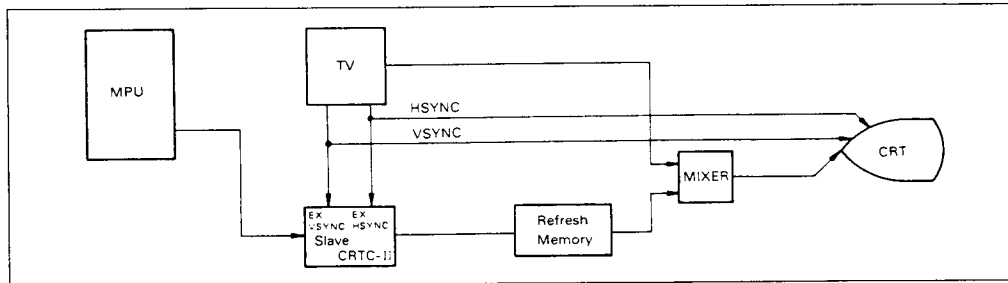 MPU
TV
HSYNC
VSYNC
CRT
MIXER
EX EX
VSYNC HSYNC
Slave
CRTC-II
Refresh
Memory